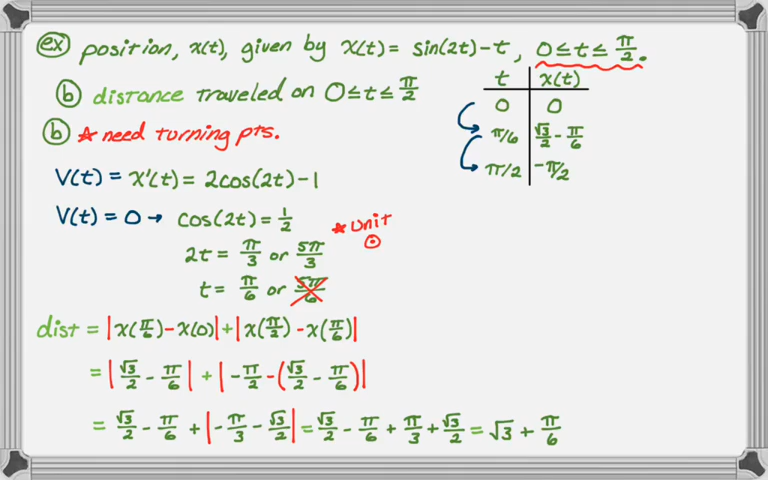 ex position, x(t), given by x(t) = sin(2t) - t, 0 ≤ t ≤ π/2.
b distance traveled on 0 ≤ t ≤ π/2
t | x(t)
0 | 0
π/6 | √3/2 - π/6
π/2 | -π/2
b ★ need turning pts.
V(t) = x'(t) = 2cos(2t) - 1
V(t) = 0 → cos(2t) = 1/2
★ unit ⊙
2t = π/3 or 5π/3
t = π/6 or 5π/6
dist = |x(π/6) - x(0)| + |x(π/2) - x(π/6)|
= |√3/2 - π/6| + |-π/2 - (√3/2 - π/6)|
= √3/2 - π/6 + |-π/3 - √3/2| = √3/2 - π/6 + π/3 + √3/2 = √3 + π/6